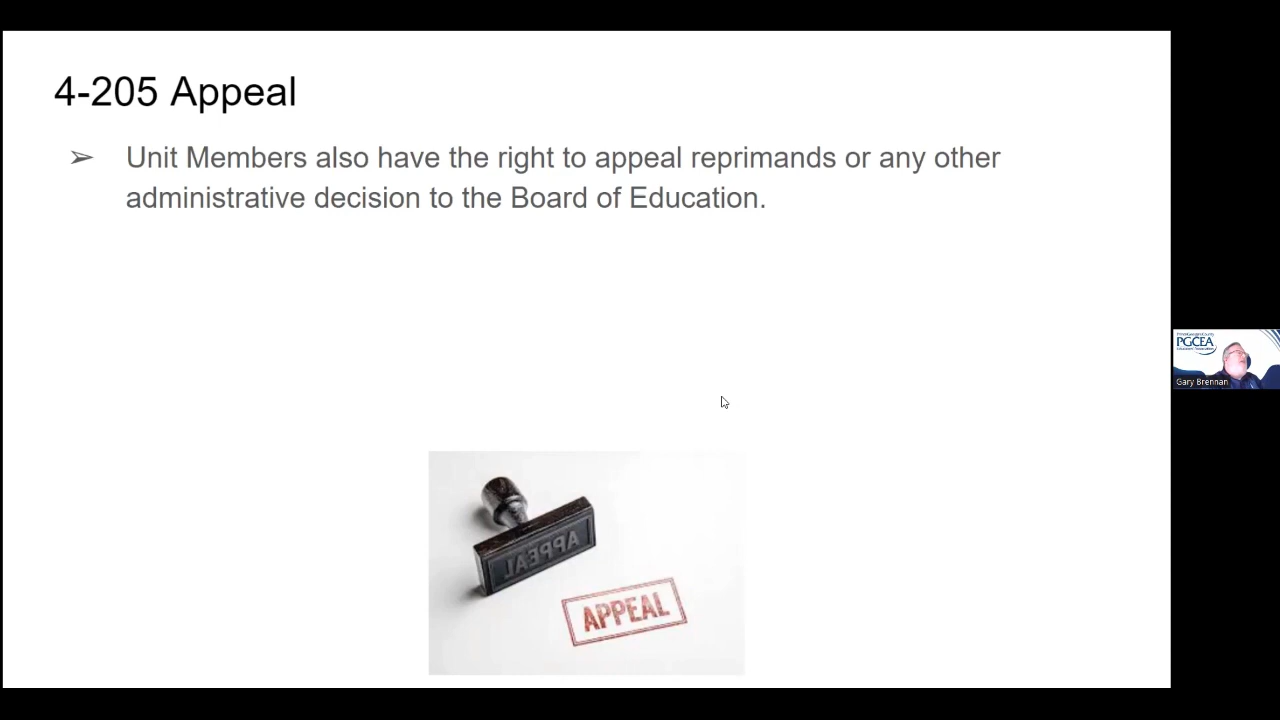 4-205 Appeal
➢ Unit Members also have the right to appeal reprimands or any other
administrative decision to the Board of Education.
APPEAL
APPEAL
PGCEA
Gary Brennan